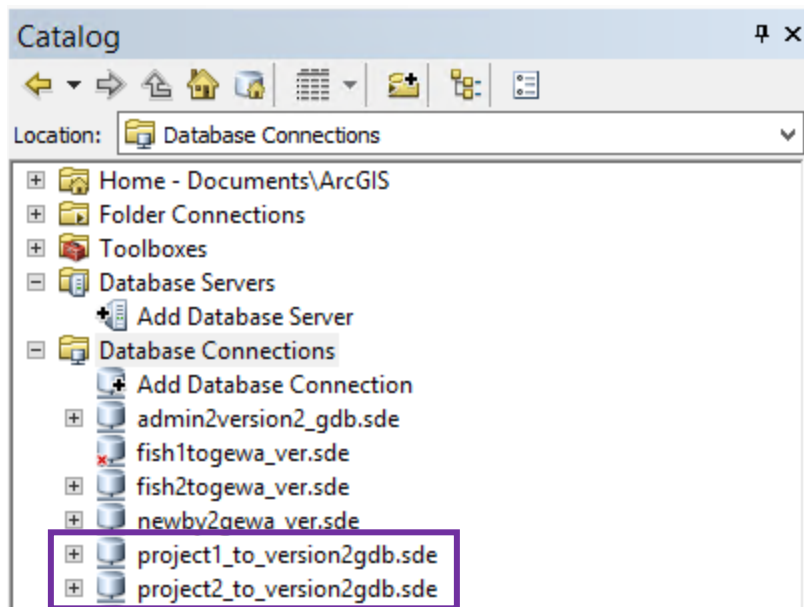 Catalog
Location: Database Connections
Home - Documents\ArcGIS
Folder Connections
Toolboxes
Database Servers
Add Database Server
Database Connections
Add Database Connection
admin2version2_gdb.sde
fish1togewa_ver.sde
fish2togewa_ver.sde
newby2gewa_ver.sde
project1_to_version2gdb.sde
project2_to_version2gdb.sde